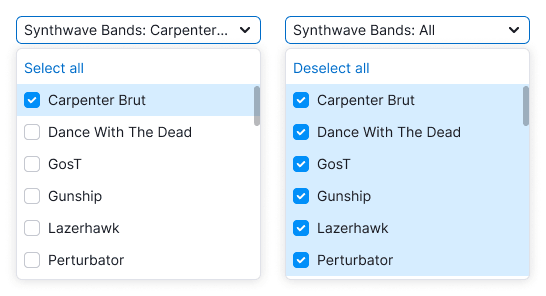 Synthwave Bands: Carpenter...
Select all
Carpenter Brut
Dance With The Dead
GosT
Gunship
Lazerhawk
Perturbator
Synthwave Bands: All
Deselect all
Carpenter Brut
Dance With The Dead
GosT
Gunship
Lazerhawk
Perturbator